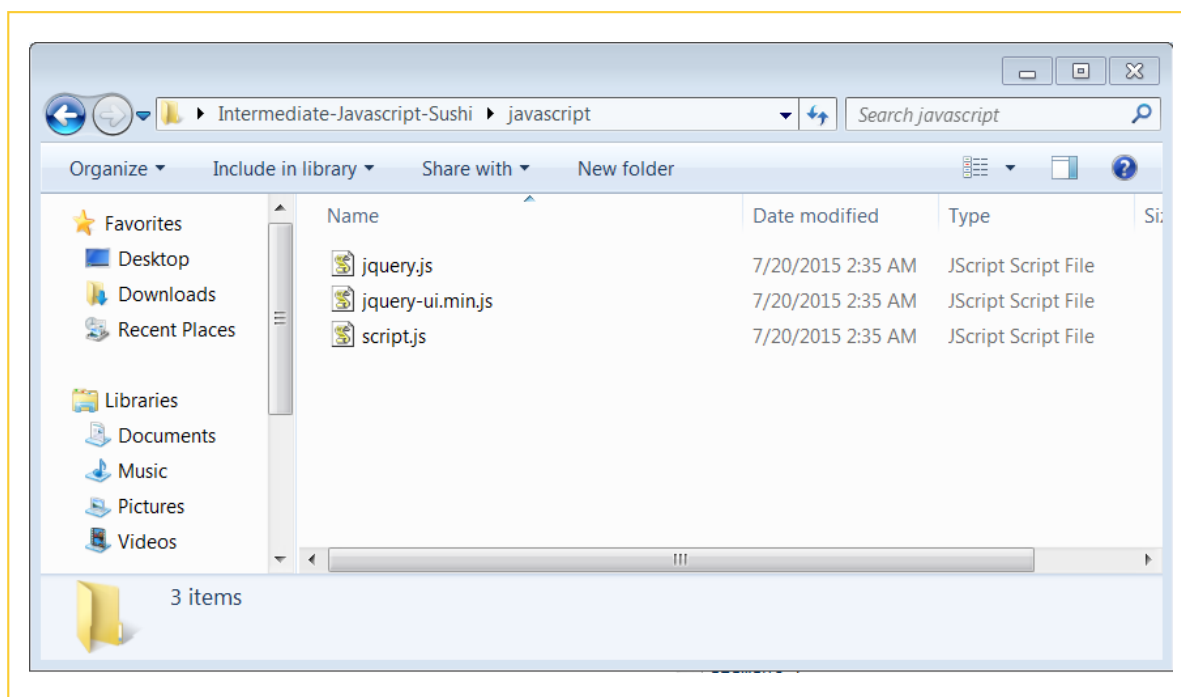 Intermediate-Javascript-Sushi javascript
Search javascript
Organize Include in library Share with New folder
Favorites
Desktop
Downloads
Recent Places
Libraries
Documents
Music
Pictures
Videos
Name Date modified Type
jquery.js 7/20/2015 2:35 AM JScript Script File
jquery-ui.min.js 7/20/2015 2:35 AM JScript Script File
script.js 7/20/2015 2:35 AM JScript Script File
3 items